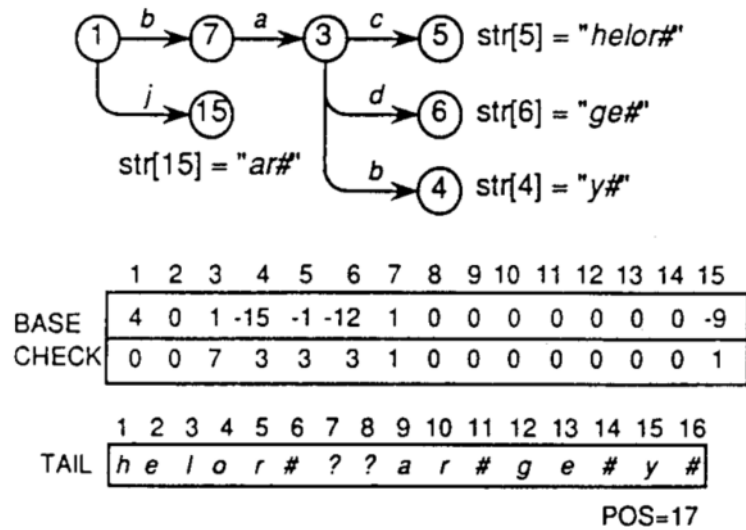 1 b 7 a 3 c 5 str[5] = "helor#"
j 15 d 6 str[6] = "ge#"
str[15] = "ar#" b 4 str[4] = "y#"
1 2 3 4 5 6 7 8 9 10 11 12 13 14 15
BASE 4 0 1 -15 -1 -12 1 0 0 0 0 0 0 0 -9
CHECK 0 0 7 3 3 3 1 0 0 0 0 0 0 0 1
1 2 3 4 5 6 7 8 9 10 11 12 13 14 15 16
TAIL h e l o r # ? ? a r # g e # y #
POS=17